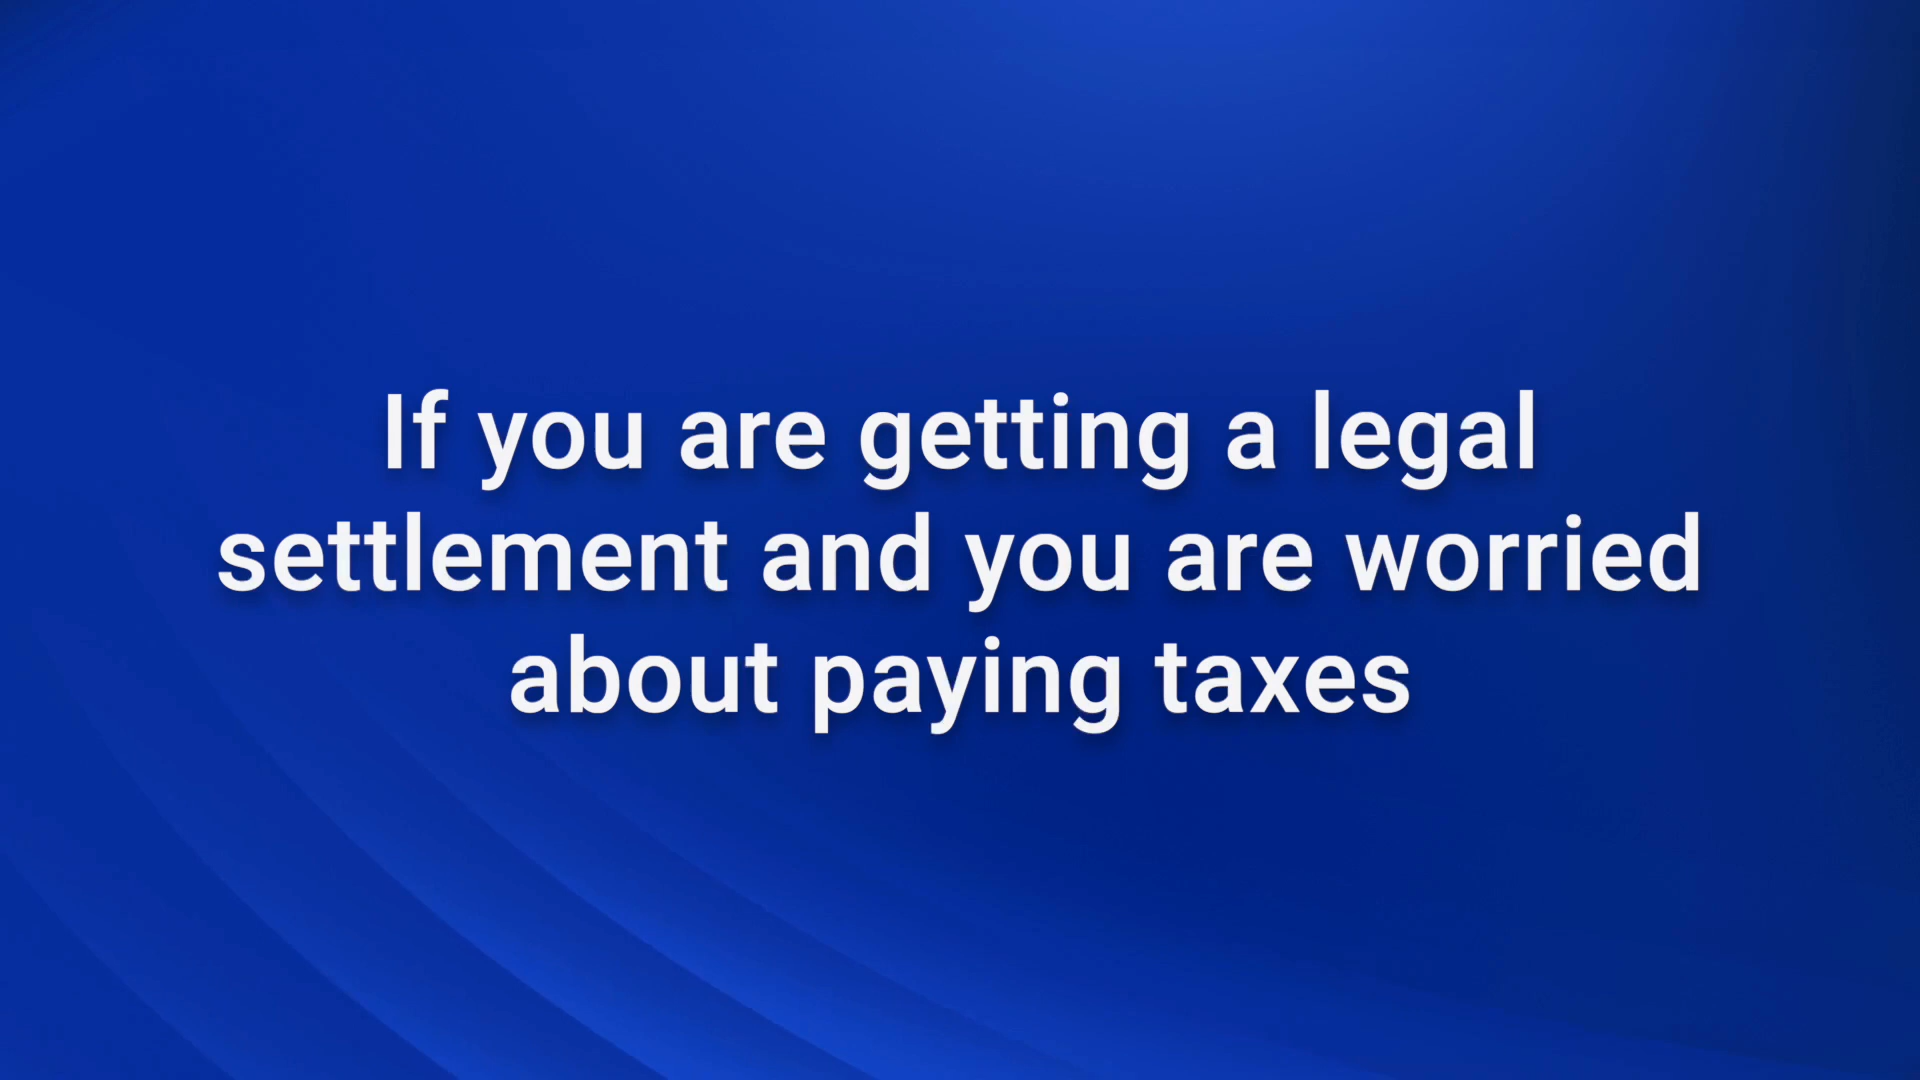 If you are getting a legal
settlement and you are worried
about paying taxes